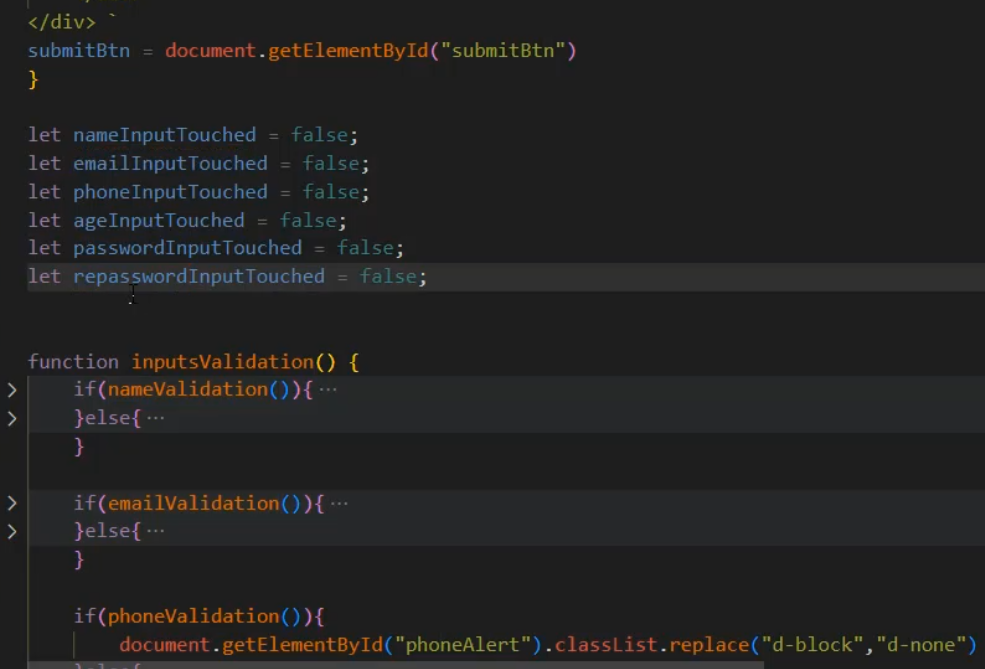 </div> `
submitBtn = document.getElementById("submitBtn")
}
let nameInputTouched = false;
let emailInputTouched = false;
let phoneInputTouched = false;
let ageInputTouched = false;
let passwordInputTouched = false;
let repasswordInputTouched = false;
function inputsValidation() {
if(nameValidation()){ ···
}else{ ···
}
if(emailValidation()){ ···
}else{ ···
}
if(phoneValidation()){
document.getElementById("phoneAlert").classList.replace("d-block","d-none")
}else{